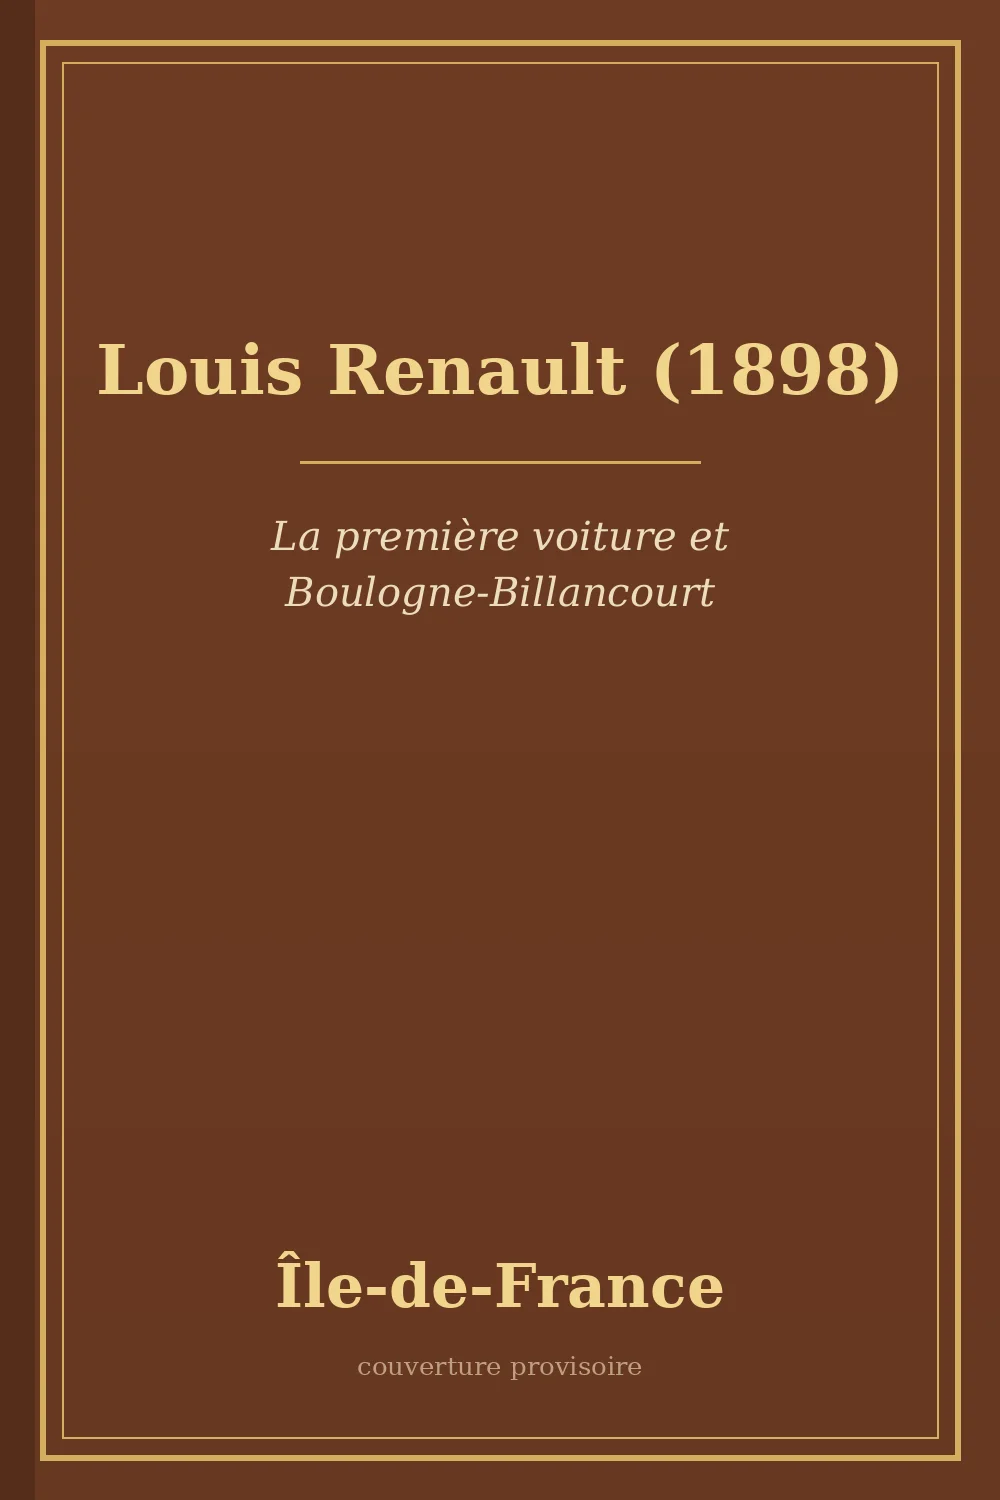 Louis Renault (1898)
La première voiture et
Boulogne-Billancourt
Île-de-France
couverture provisoire